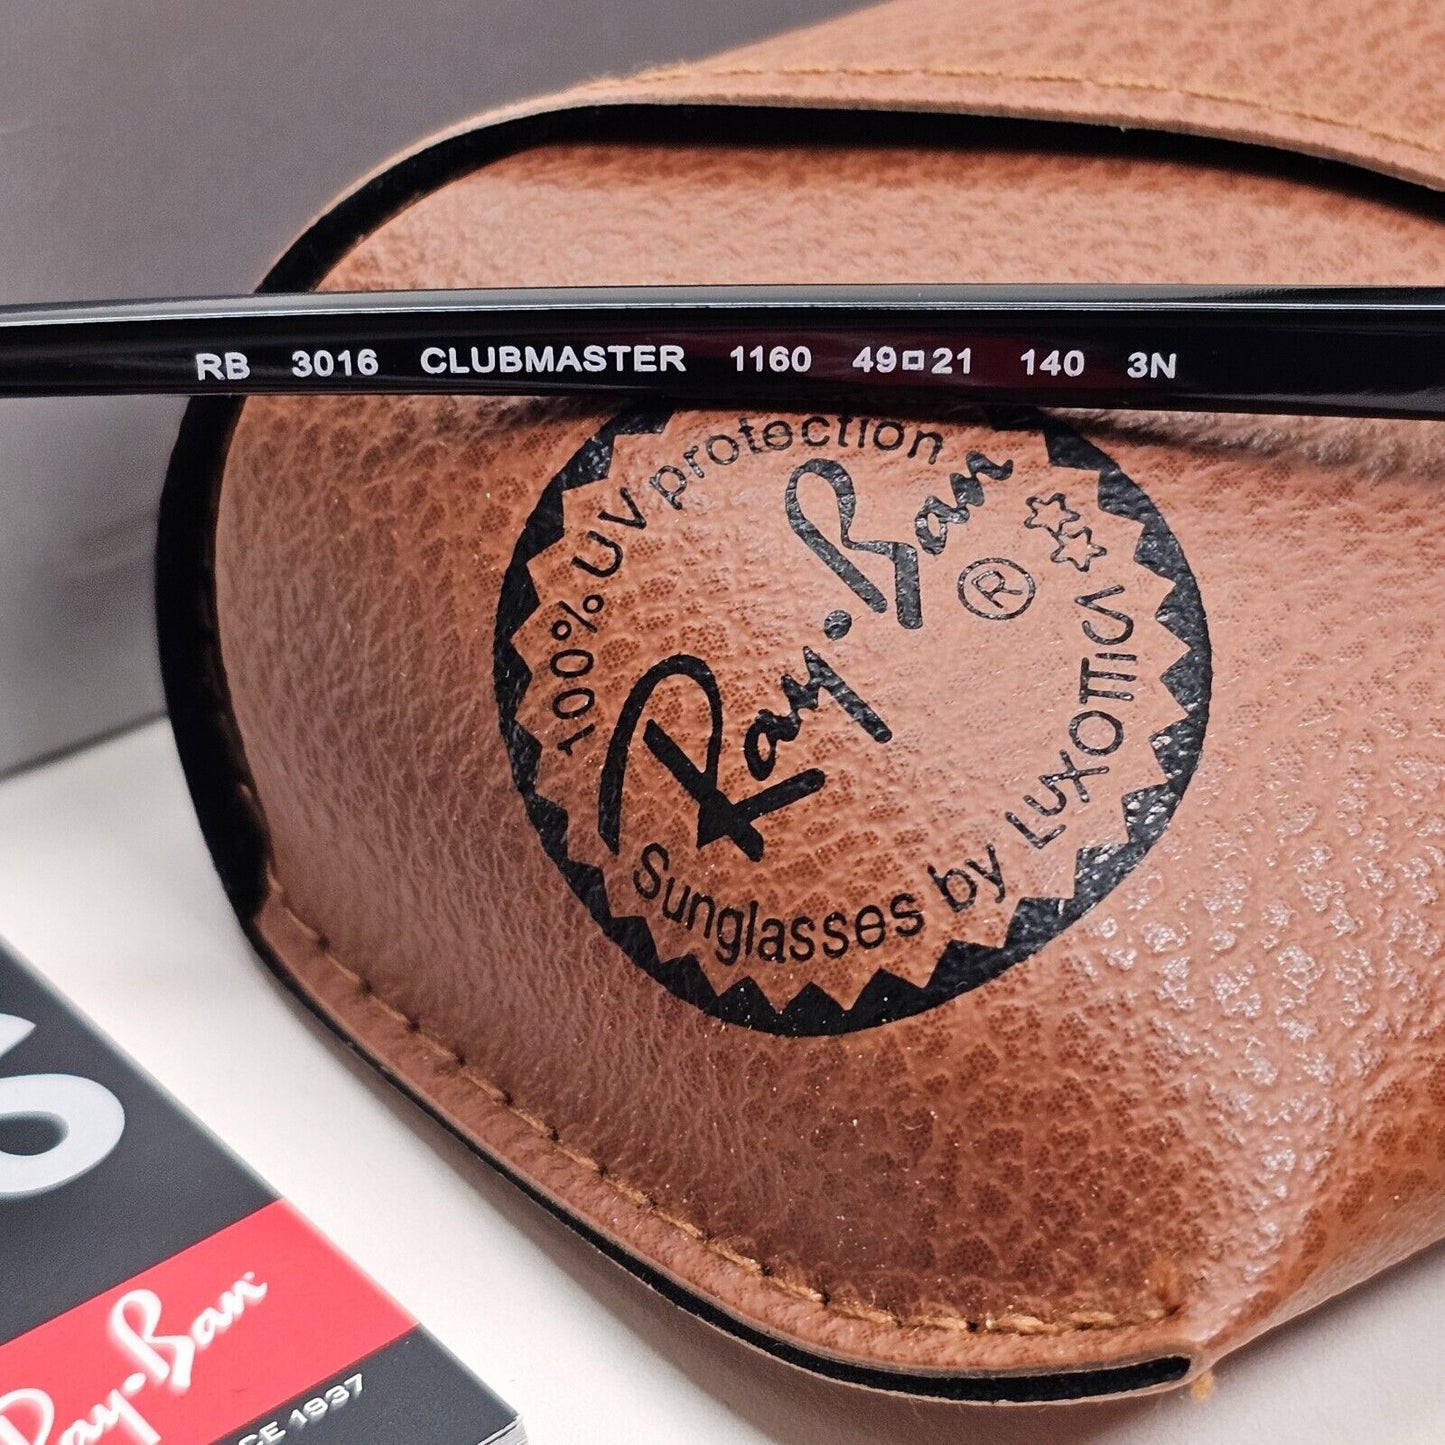 RB 3016 CLUBMASTER 1160 49□21 140 3N
100% UV protection
Ray-Ban ®
Sunglasses by LUXOTTICA
Ray-Ban
CE 1937